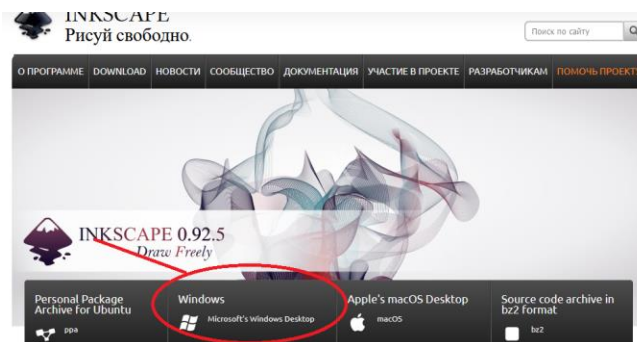 INKSCAPE
Рисуй свободно.
Поиск по сайту
О ПРОГРАММЕ DOWNLOAD НОВОСТИ СООБЩЕСТВО ДОКУМЕНТАЦИЯ УЧАСТИЕ В ПРОЕКТЕ РАЗРАБОТЧИКАМ ПОМОЧЬ ПРОЕКТУ
INKSCAPE 0.92.5
Draw Freely
Personal Package Archive for Ubuntu
ppa
Windows
Microsoft's Windows Desktop
Apple's macOS Desktop
macOS
Source code archive in bz2 format
bz2